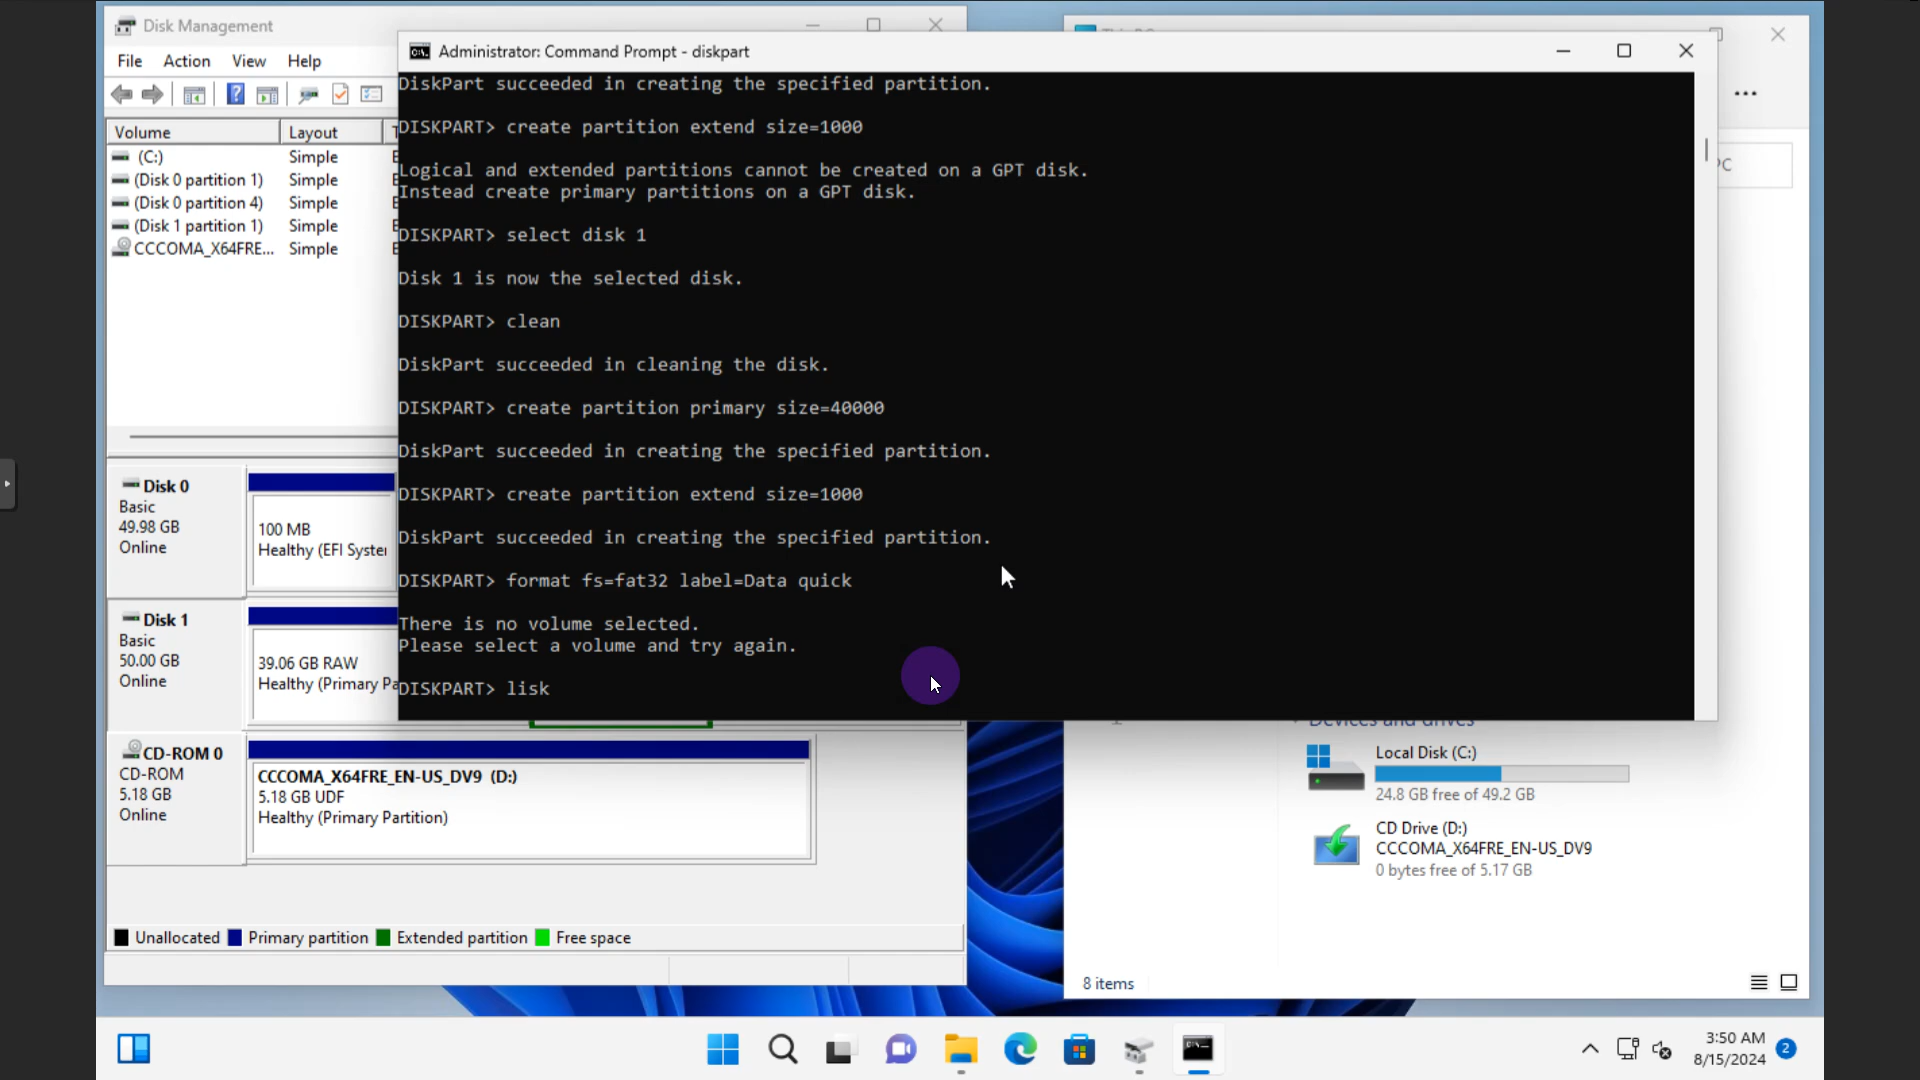 Disk Management
File Action View Help
Volume Layout
(C:) Simple
(Disk 0 partition 1) Simple
(Disk 0 partition 4) Simple
(Disk 1 partition 1) Simple
CCCOMA_X64FRE... Simple
Disk 0
Basic
49.98 GB
Online
100 MB
Healthy (EFI System
Disk 1
Basic
50.00 GB
Online
39.06 GB RAW
Healthy (Primary Pa
CD-ROM 0
CD-ROM
5.18 GB
Online
CCCOMA_X64FRE_EN-US_DV9 (D:)
5.18 GB UDF
Healthy (Primary Partition)
Unallocated Primary partition Extended partition Free space
Administrator: Command Prompt - diskpart
DiskPart succeeded in creating the specified partition.
DISKPART> create partition extend size=1000
Logical and extended partitions cannot be created on a GPT disk.
Instead create primary partitions on a GPT disk.
DISKPART> select disk 1
Disk 1 is now the selected disk.
DISKPART> clean
DiskPart succeeded in cleaning the disk.
DISKPART> create partition primary size=40000
DiskPart succeeded in creating the specified partition.
DISKPART> create partition extend size=1000
DiskPart succeeded in creating the specified partition.
DISKPART> format fs=fat32 label=Data quick
There is no volume selected.
Please select a volume and try again.
DISKPART> lisk
PC
Devices and drives
Local Disk (C:)
24.8 GB free of 49.2 GB
CD Drive (D:)
CCCOMA_X64FRE_EN-US_DV9
0 bytes free of 5.17 GB
8 items
3:50 AM
8/15/2024
2